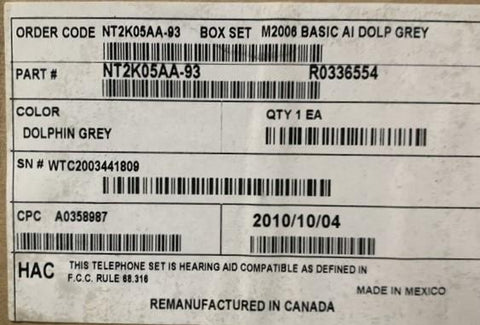 ORDER CODE NT2K05AA-93 BOX SET M2006 BASIC AI DOLP GREY
PART # NT2K05AA-93 R0336554
COLOR QTY 1 EA
DOLPHIN GREY
SN # WTC2003441809
CPC A0358987 2010/10/04
HAC THIS TELEPHONE SET IS HEARING AID COMPATIBLE AS DEFINED IN
F.C.C. RULE 68.316
MADE IN MEXICO
REMANUFACTURED IN CANADA